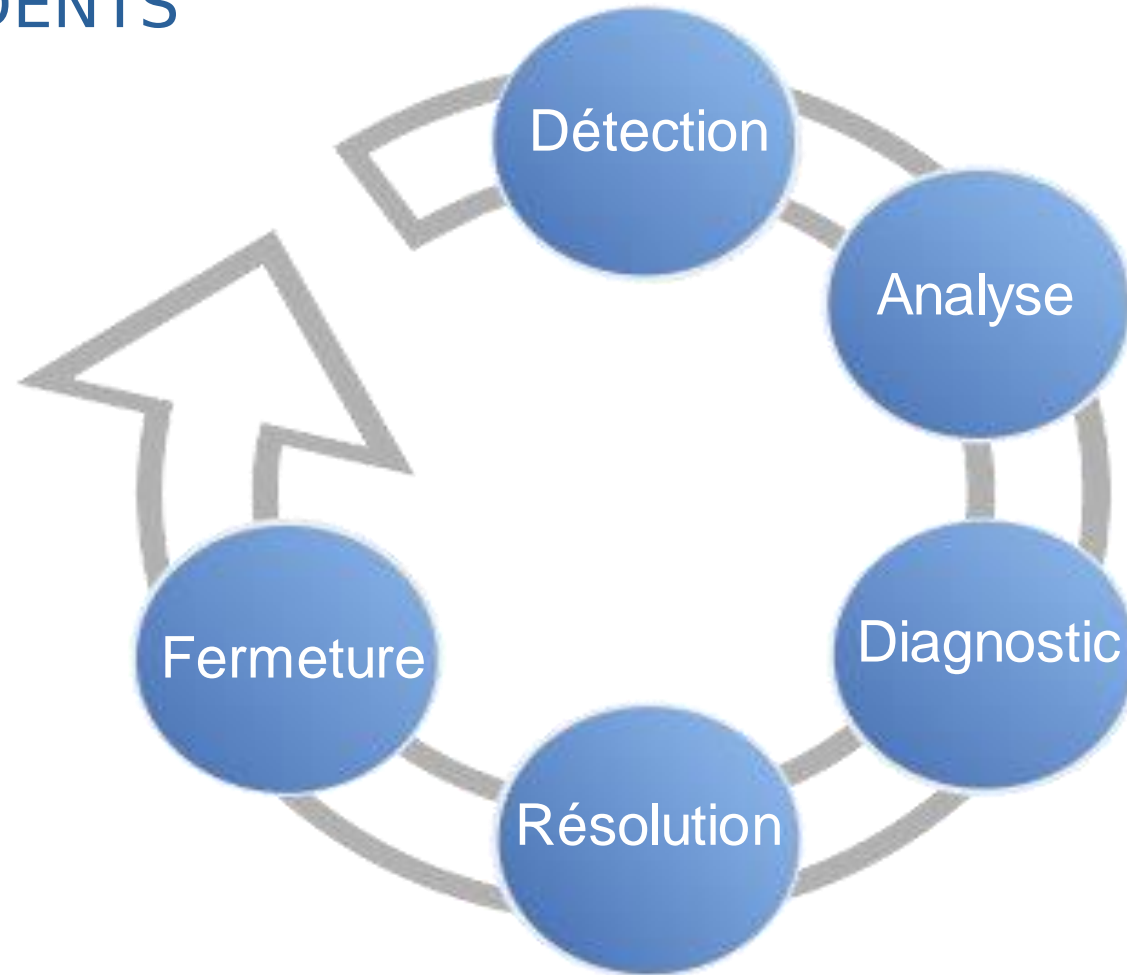 DENTS
Détection
Analyse
Diagnostic
Résolution
Fermeture